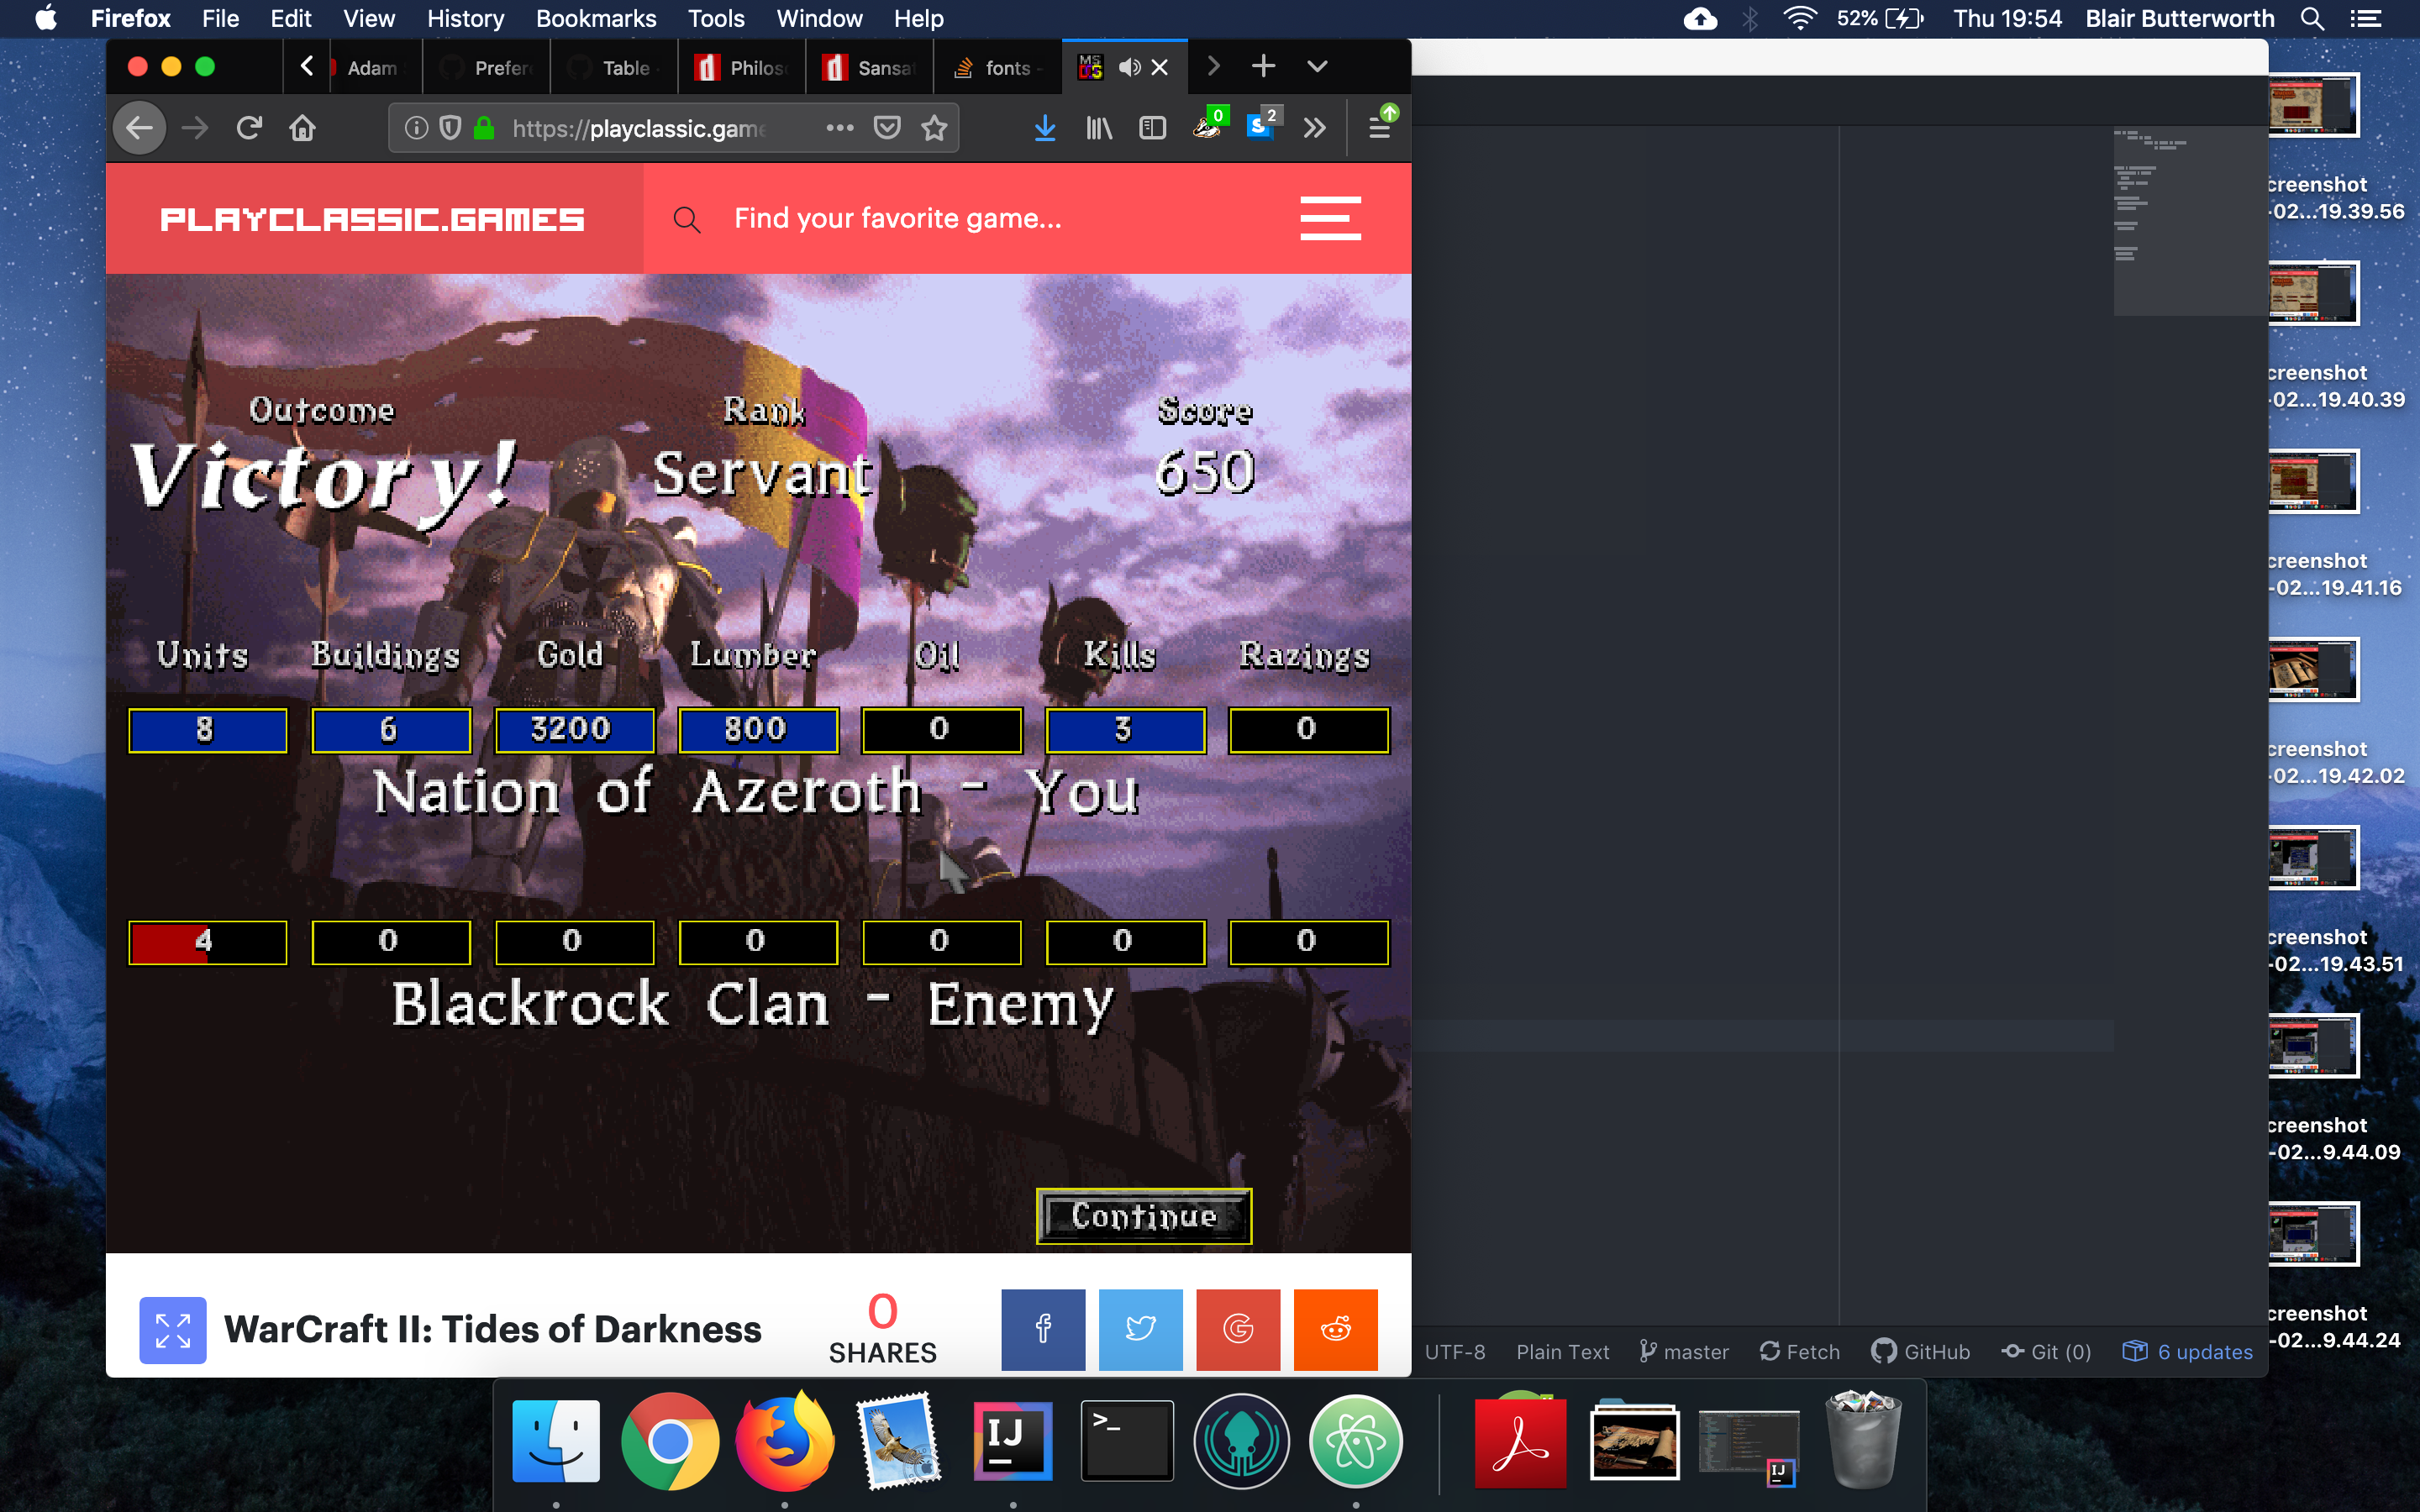 Firefox File Edit View History Bookmarks Tools Window Help 52% Thu 19:54 Blair Butterworth
Adam Prefer Table Philos Sansat fonts -
https://playclassic.game 0 2
PLAYCLASSIC.GAMES Find your favorite game...
Outcome Rank Score
Victory! Servant 650
Units Buildings Gold Lumber Oil Kills Razings
8 6 3200 800 0 3 0
Nation of Azeroth - You
4 0 0 0 0 0 0
Blackrock Clan - Enemy
Continue
WarCraft II: Tides of Darkness
0
SHARES
UTF-8 Plain Text master Fetch GitHub Git (0) 6 updates
creenshot
-02...19.39.56
creenshot
-02...19.40.39
creenshot
-02...19.41.16
creenshot
-02...19.42.02
creenshot
-02...19.43.51
creenshot
-02...9.44.09
creenshot
-02...9.44.24
IJ
>_
IJ